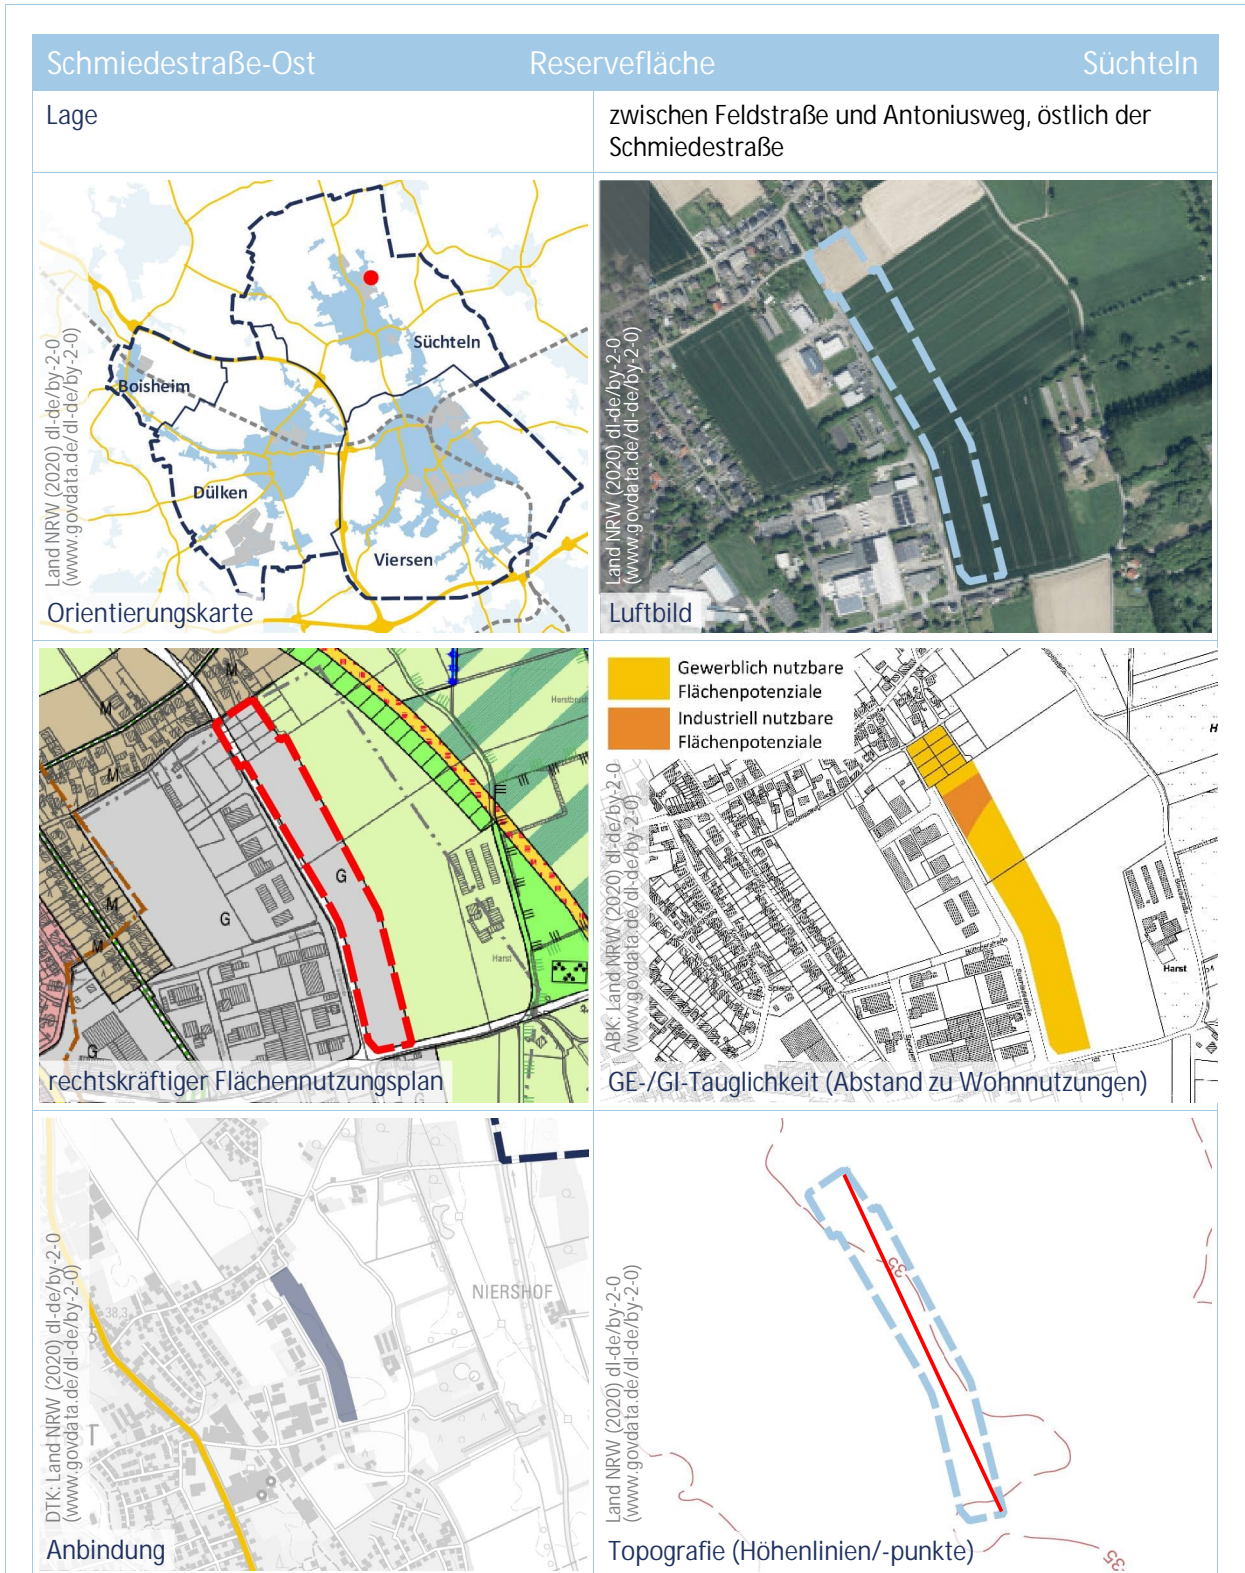 Schmiedestraße-Ost Reservefläche Süchteln
Lage
zwischen Feldstraße und Antoniusweg, östlich der
Schmiedestraße
Boisheim
Süchteln
Dülken
Viersen
Land NRW (2020) dl-de/by-2-0
(www.govdata.de/dl-de/by-2-0)
Orientierungskarte
Land NRW (2020) dl-de/by-2-0
(www.govdata.de/dl-de/by-2-0)
Luftbild
M
M
M
M
M
G
G
G
Harst
rechtskräftiger Flächennutzungsplan
Gewerblich nutzbare
Flächenpotenziale
Industriell nutzbare
Flächenpotenziale
H
Harst
ABK: Land NRW (2020) dl-de/by-2-0
(www.govdata.de/dl-de/by-2-0)
GE-/GI-Tauglichkeit (Abstand zu Wohnnutzungen)
38,3
NIERSHOF
T
DTK: Land NRW (2020) dl-de/by-2-0
(www.govdata.de/dl-de/by-2-0)
Anbindung
35
35
Land NRW (2020) dl-de/by-2-0
(www.govdata.de/dl-de/by-2-0)
Topografie (Höhenlinien/-punkte)